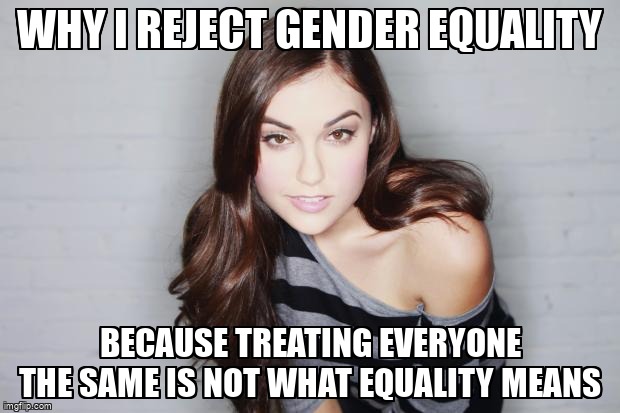 WHY I REJECT GENDER EQUALITY
BECAUSE TREATING EVERYONE
THE SAME IS NOT WHAT EQUALITY MEANS
imgflip.com